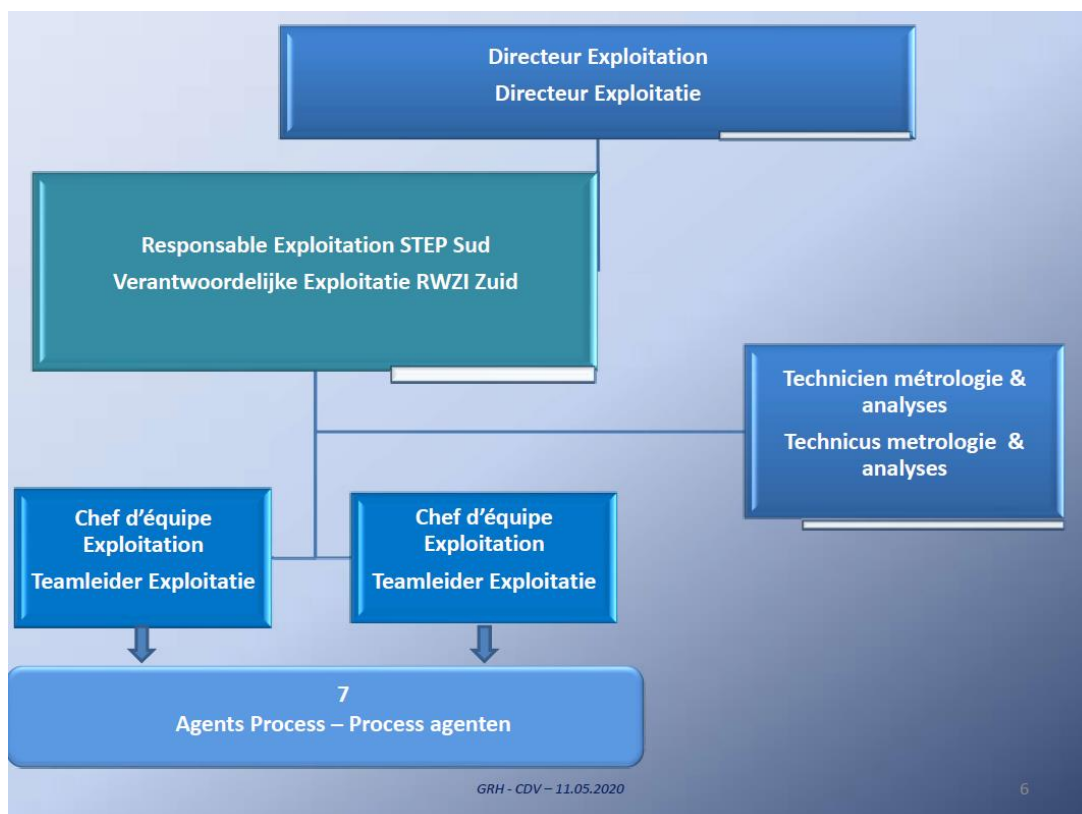 Directeur Exploitation
Directeur Exploitatie
Responsable Exploitation STEP Sud
Verantwoordelijke Exploitatie RWZI Zuid
Technicien métrologie &
analyses
Technicus metrologie &
analyses
Chef d’équipe
Exploitation
Teamleider Exploitatie
Chef d’équipe
Exploitation
Teamleider Exploitatie
7
Agents Process – Process agenten
GRH - CDV – 11.05.2020
6